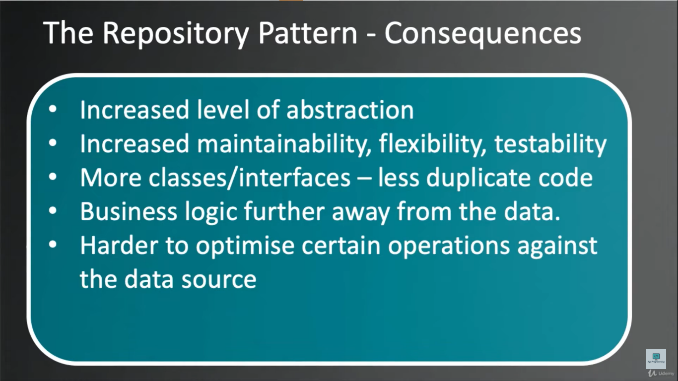 The Repository Pattern - Consequences
• Increased level of abstraction
• Increased maintainability, flexibility, testability
• More classes/interfaces – less duplicate code
• Business logic further away from the data.
• Harder to optimise certain operations against
the data source